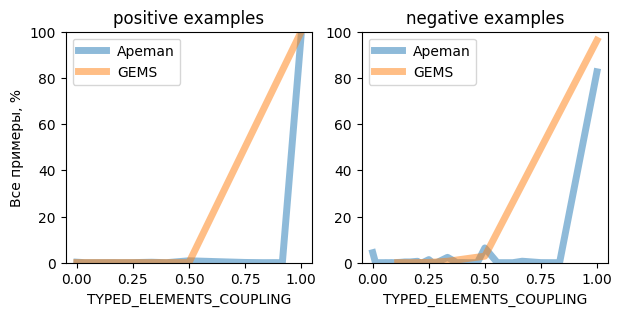 positive examples
negative examples
Все примеры, %
100
80
60
40
20
0
Apeman
GEMS
0.00 0.25 0.50 0.75 1.00
TYPED_ELEMENTS_COUPLING
100
80
60
40
20
0
Apeman
GEMS
0.00 0.25 0.50 0.75 1.00
TYPED_ELEMENTS_COUPLING